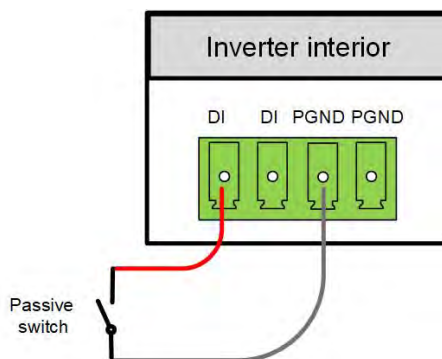 Inverter interior
DI DI PGND PGND
Passive
switch